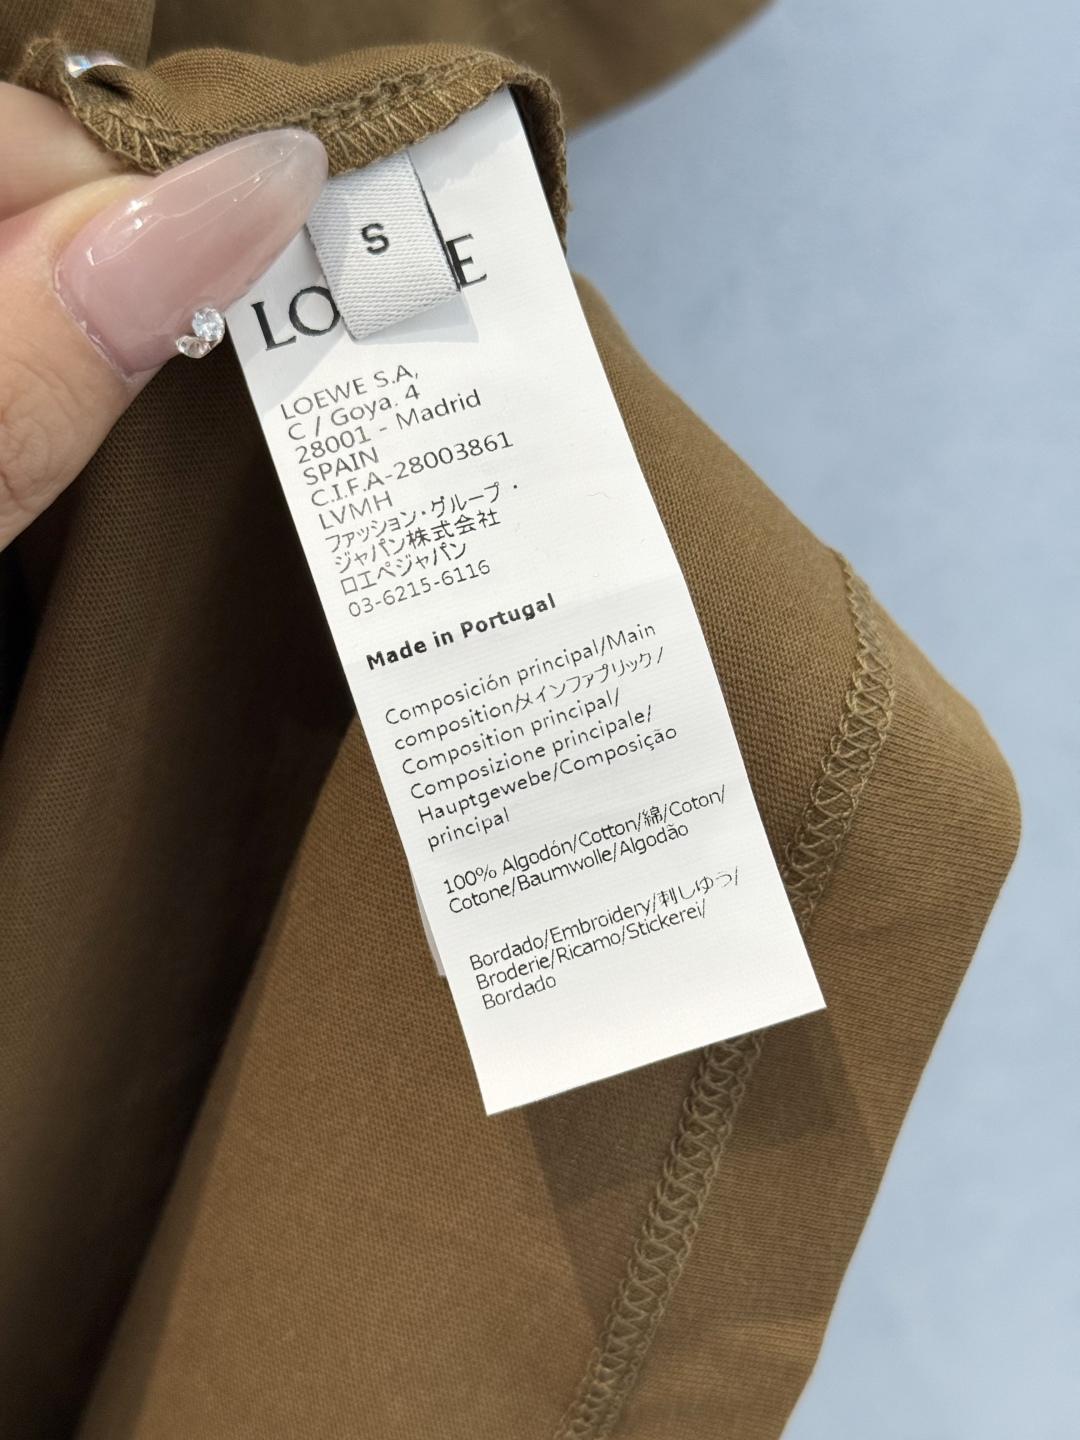 S
LO E
LOEWE S.A,
C / Goya. 4
28001 - Madrid
SPAIN
C.I.F.A-28003861
LVMH
ファッション・グループ・
ジャパン株式会社
ロエベジャパン
03-6215-6116
Made in Portugal
Composición principal/Main
composition/メインファブリック/
Composition principal/
Composizione principale/
Hauptgewebe/Composição
principal
100% Algodón/Cotton/綿/Coton/
Cotone/Baumwolle/Algodão
Bordado/Embroidery/刺しゆう/
Broderie/Ricamo/Stickerei/
Bordado